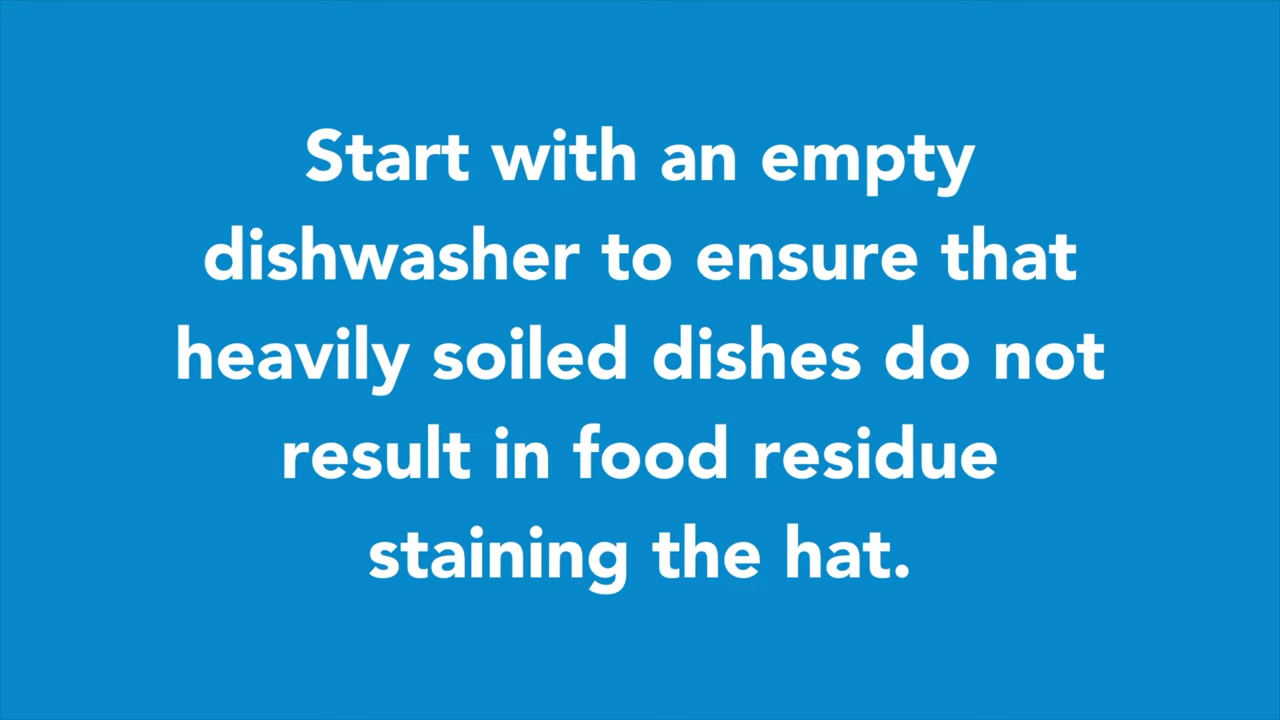 Start with an empty
dishwasher to ensure that
heavily soiled dishes do not
result in food residue
staining the hat.